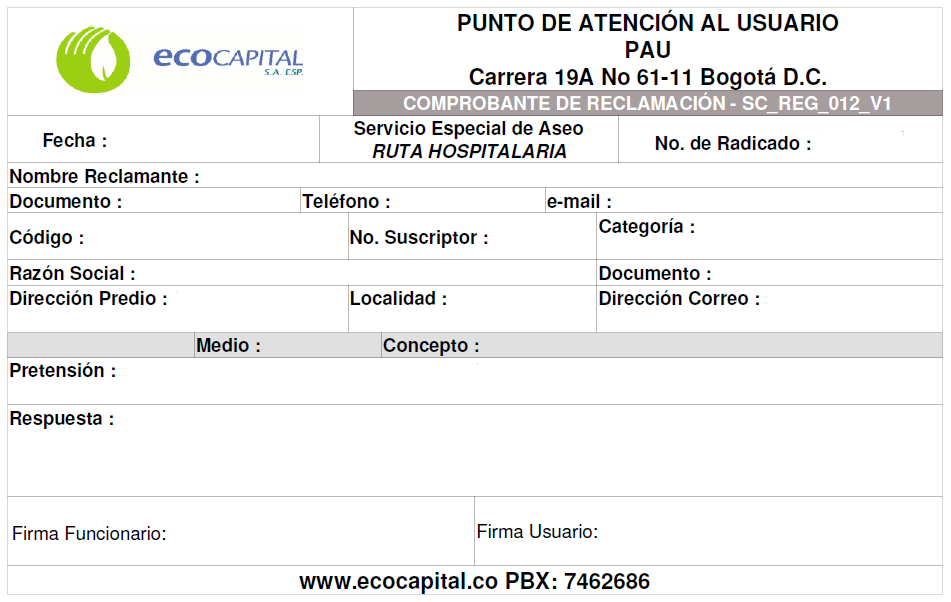 ecoCAPITAL
S.A. ESP.
PUNTO DE ATENCIÓN AL USUARIO
PAU
Carrera 19A No 61-11 Bogotá D.C.
COMPROBANTE DE RECLAMACIÓN - SC_REG_012_V1
Fecha :
Servicio Especial de Aseo
RUTA HOSPITALARIA
No. de Radicado :
Nombre Reclamante :
Documento : Teléfono : e-mail :
Código : No. Suscriptor : Categoría :
Razón Social : Documento :
Dirección Predio : Localidad : Dirección Correo :
Medio : Concepto :
Pretensión :
Respuesta :
Firma Funcionario: Firma Usuario:
www.ecocapital.co PBX: 7462686